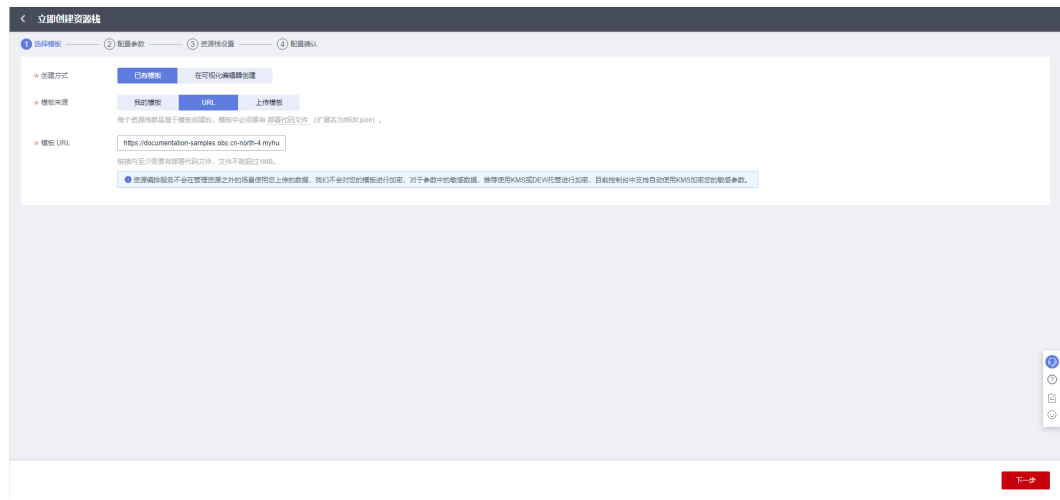 立即创建资源栈
1 选择模板 2 配置参数 3 资源栈设置 4 配置确认
* 创建方式 已有模板 在可视化编辑器创建
* 模板来源 我的模板 URL 上传模板
每个资源栈都是基于模板创建的，模板中必须要有 部署代码文件 （扩展名为tf和tf.json）。
* 模板 URL https://documentation-samples.obs.cn-north-4.myhu
链接内至少需要有部署代码文件，文件不能超过1MB。
资源编排服务不会在管理资源之外的场景使用您上传的数据，我们不会对您的模板进行加密，对于参数中的敏感数据，推荐使用KMS或DEW托管进行加密，目前控制台中支持自动使用KMS加密您的敏感参数。
下一步